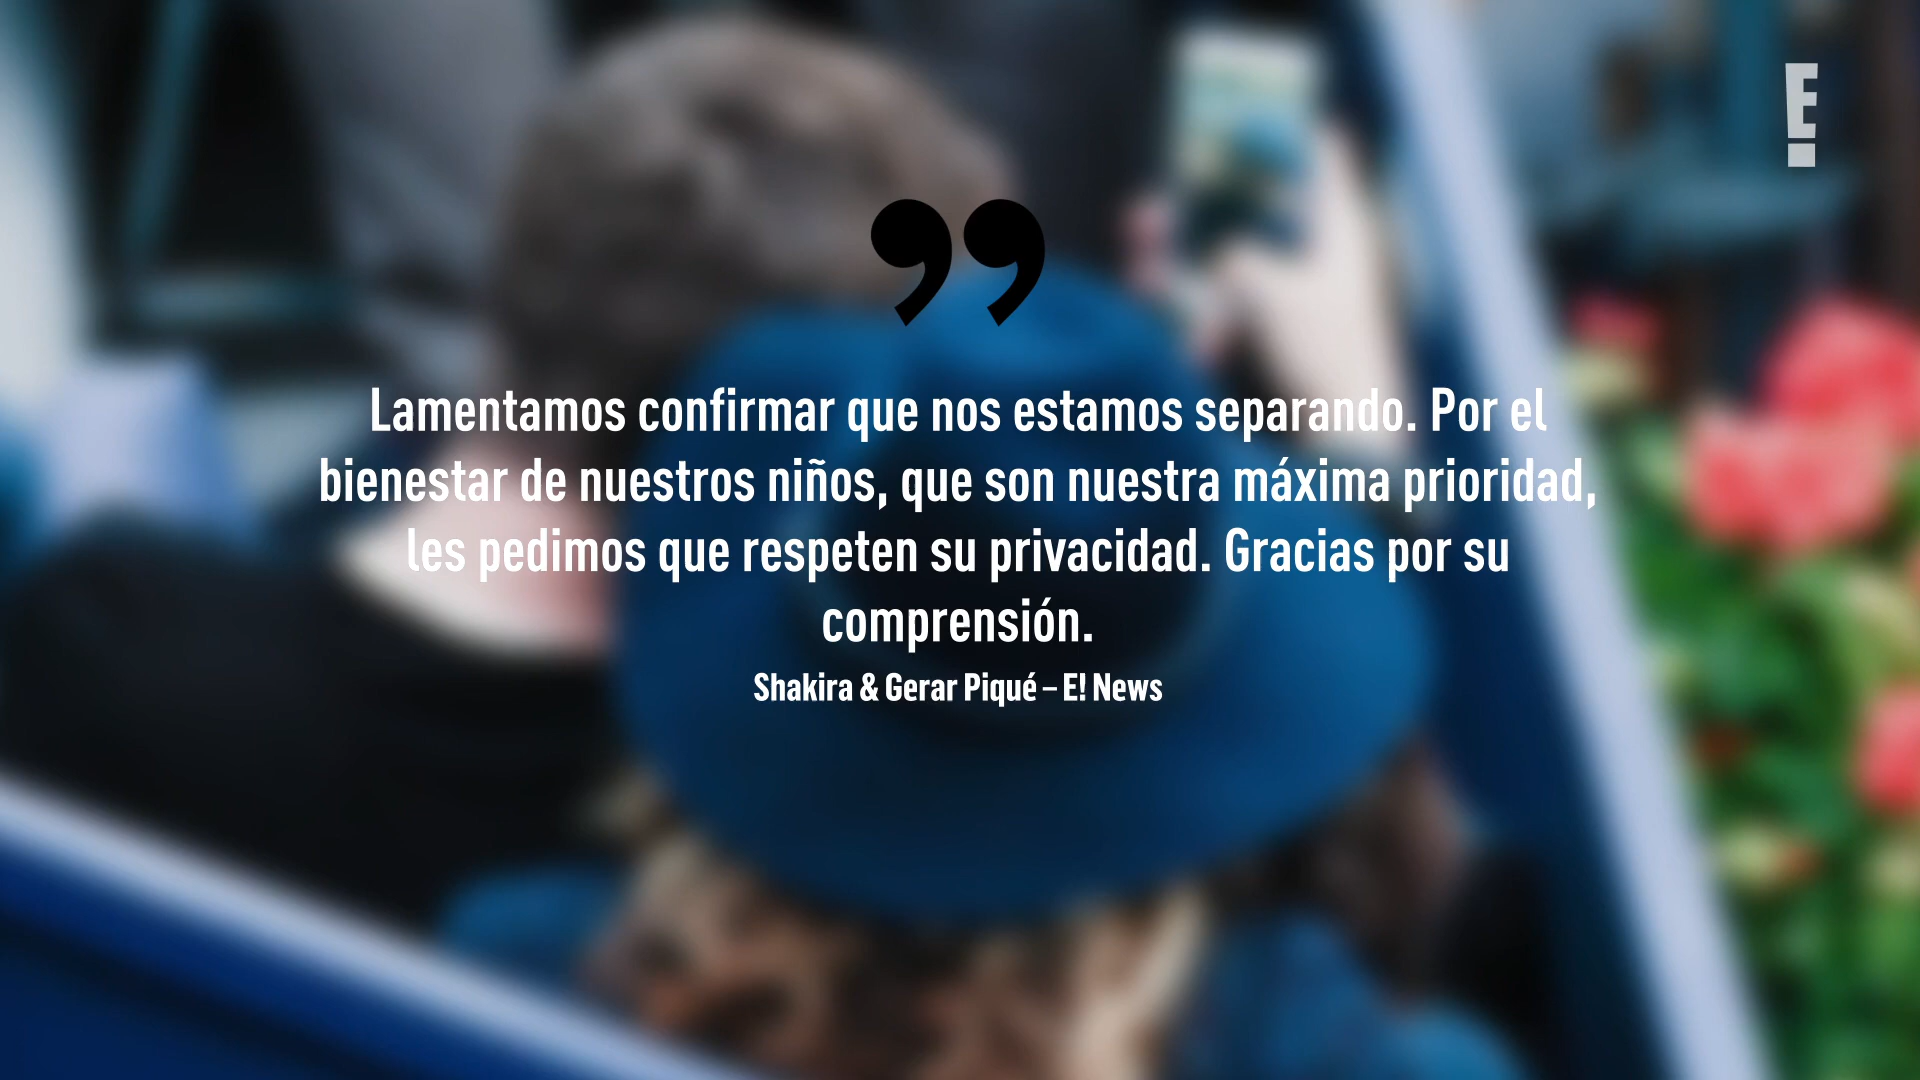 E!
”
Lamentamos confirmar que nos estamos separando. Por el
bienestar de nuestros niños, que son nuestra máxima prioridad,
les pedimos que respeten su privacidad. Gracias por su
comprensión.
Shakira & Gerar Piqué – E! News